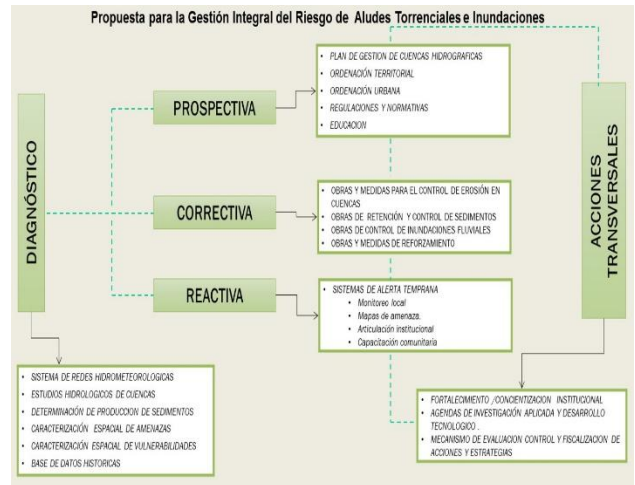 Propuesta para la Gestión Integral del Riesgo de Aludes Torrenciales e Inundaciones
DIAGNÓSTICO
PROSPECTIVA
• PLAN DE GESTION DE CUENCAS HIDROGRAFICAS
• ORDENACIÓN TERRITORIAL
• ORDENACIÓN URBANA
• REGULACIONES Y NORMATIVAS
• EDUCACION
CORRECTIVA
• OBRAS Y MEDIDAS PARA EL CONTROL DE EROSIÓN EN
CUENCAS
• OBRAS DE RETENCIÓN Y CONTROL DE SEDIMENTOS
• OBRAS DE CONTROL DE INUNDACIONES FLUVIALES
• OBRAS Y MEDIDAS DE REFORZAMIENTO
REACTIVA
• SISTEMAS DE ALERTA TEMPRANA
• Monitoreo local
• Mapas de amenaza.
• Articulación institucional
• Capacitación comunitaria
ACCIONES
TRANSVERSALES
• SISTEMA DE REDES HIDROMETEOROLOGICAS
• ESTUDIOS HIDROLOGICOS DE CUENCAS
• DETERMINACIÓN DE PRODUCCION DE SEDIMENTOS
• CARACTERIZACIÓN ESPACIAL DE AMENAZAS
• CARACTERIZACIÓN ESPACIAL DE VULNERABILIDADES
• BASE DE DATOS HISTORICAS
• FORTALECIMIENTO /CONCIENTIZACION INSTITUCIONAL
• AGENDAS DE INVESTIGACIÓN APLICADA Y DESARROLLO
TECNOLOGICO .
• MECANISMO DE EVALUACION CONTROL Y FISCALIZACION DE
ACCIONES Y ESTRATEGIAS